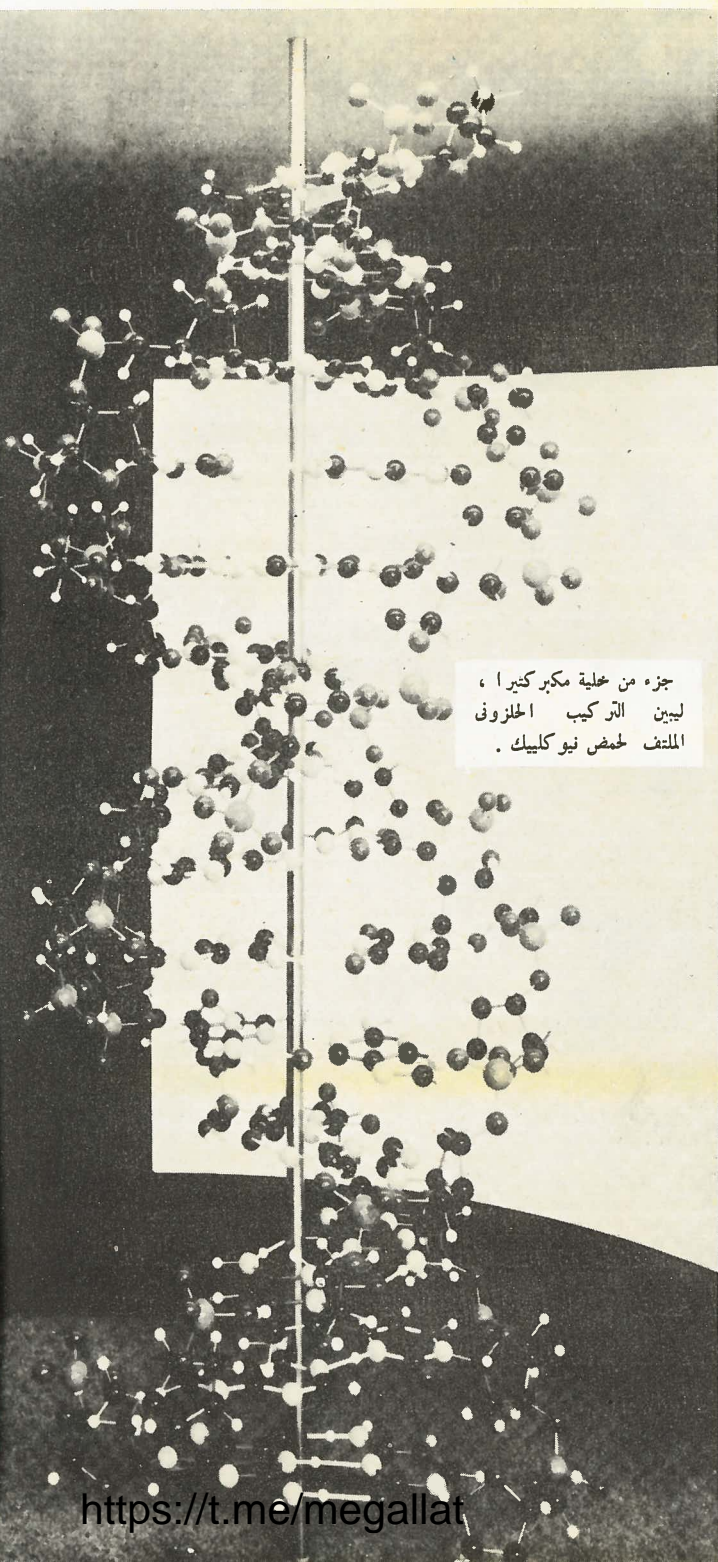 جزء من خلية مكبر كثيرا ،
ليبين التركيب الحلزونى
الملتف لحمض نيوكلييك .
https://t.me/megallat